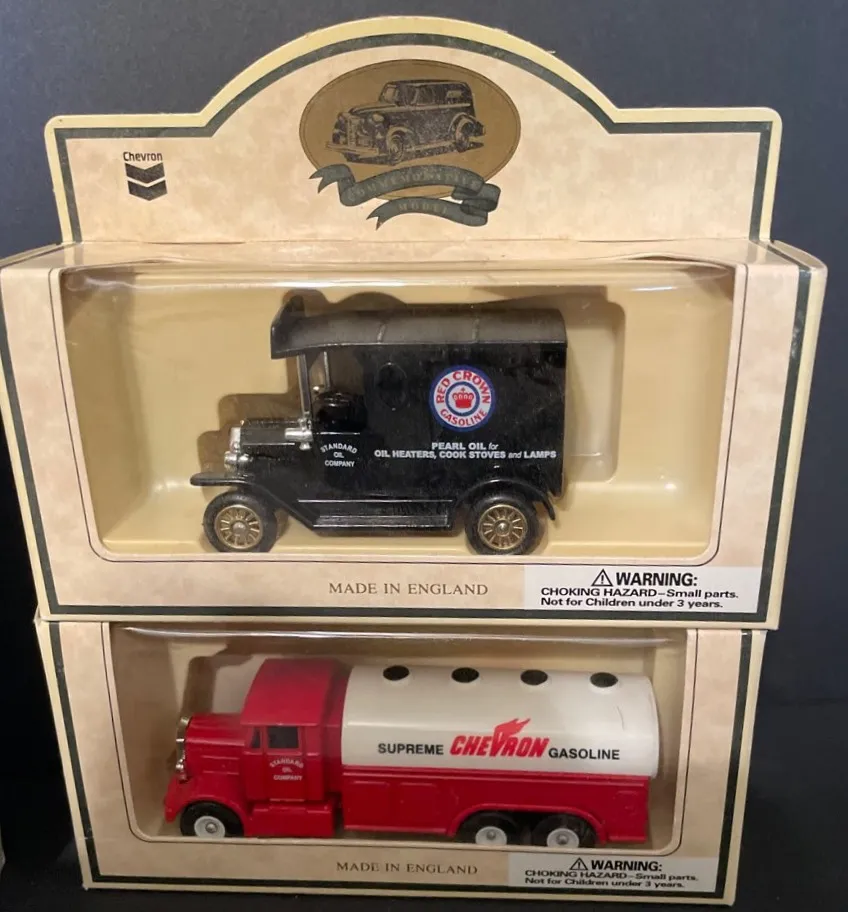 Chevron
COMMEMORATIVE
MODEL
RED CROWN
GASOLINE
STANDARD
OIL
COMPANY
PEARL OIL for
OIL HEATERS, COOK STOVES and LAMPS
MADE IN ENGLAND
WARNING:
CHOKING HAZARD–Small parts.
Not for Children under 3 years.
SUPREME CHEVRON GASOLINE
STANDARD
OIL
COMPANY
MADE IN ENGLAND
WARNING:
CHOKING HAZARD–Small parts.
Not for Children under 3 years.